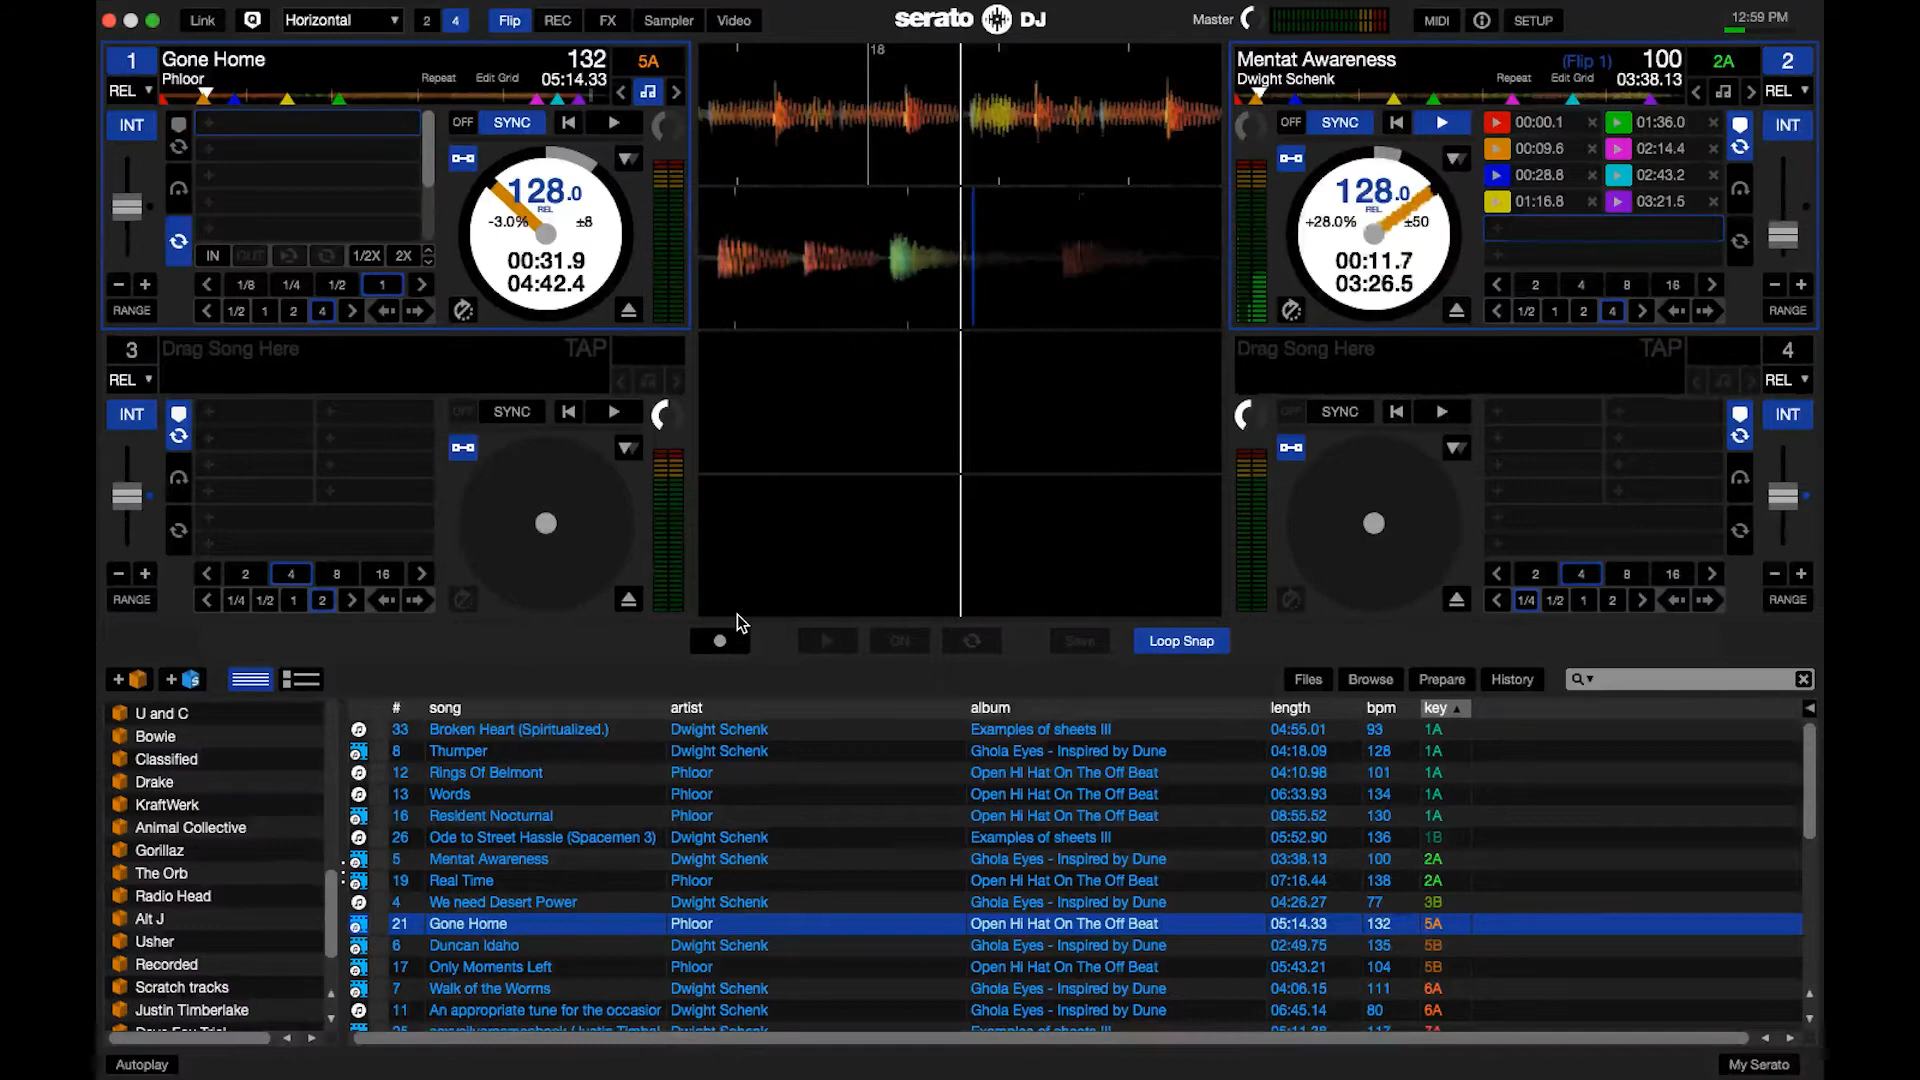 Link Horizontal 2 4 Flip REC FX Sampler Video serato DJ Master MIDI SETUP 12:59 PM
1 Gone Home 132 5A
Phloor Repeat Edit Grid 05:14.33
REL
INT OFF SYNC
128.0
REL
-3.0% ±8
00:31.9
04:42.4
IN OUT 1/2X 2X
1/8 1/4 1/2 1
RANGE 1/2 1 2 4
18
Mentat Awareness (Flip 1) 100 2A 2
Dwight Schenk Repeat Edit Grid 03:38.13
REL
OFF SYNC 00:00.1 01:36.0 INT
00:09.6 02:14.4
128.0 00:28.8 02:43.2
REL
+28.0% ±50 01:16.8 03:21.5
00:11.7
03:26.5
2 4 8 16
1/2 1 2 4 RANGE
3 Drag Song Here TAP
REL
INT OFF SYNC
2 4 8 16
RANGE 1/4 1/2 1 2
Drag Song Here TAP 4
REL
OFF SYNC INT
2 4 8 16
1/4 1/2 1 2 RANGE
ON Save Loop Snap
Files Browse Prepare History
U and C
Bowie
Classified
Drake
KraftWerk
Animal Collective
Gorillaz
The Orb
Radio Head
Alt J
Usher
Recorded
Scratch tracks
Justin Timberlake
# song artist album length bpm key
33 Broken Heart (Spiritualized.) Dwight Schenk Examples of sheets III 04:55.01 93 1A
8 Thumper Dwight Schenk Ghola Eyes - Inspired by Dune 04:18.09 128 1A
12 Rings Of Belmont Phloor Open Hi Hat On The Off Beat 04:10.98 101 1A
13 Words Phloor Open Hi Hat On The Off Beat 06:33.93 134 1A
16 Resident Nocturnal Phloor Open Hi Hat On The Off Beat 08:55.52 130 1A
26 Ode to Street Hassle (Spacemen 3) Dwight Schenk Examples of sheets III 05:52.90 136 1B
5 Mentat Awareness Dwight Schenk Ghola Eyes - Inspired by Dune 03:38.13 100 2A
19 Real Time Phloor Open Hi Hat On The Off Beat 07:16.44 138 2A
4 We need Desert Power Dwight Schenk Ghola Eyes - Inspired by Dune 04:26.27 77 3B
21 Gone Home Phloor Open Hi Hat On The Off Beat 05:14.33 132 5A
6 Duncan Idaho Dwight Schenk Ghola Eyes - Inspired by Dune 02:49.75 135 5B
17 Only Moments Left Phloor Open Hi Hat On The Off Beat 05:43.21 104 5B
7 Walk of the Worms Dwight Schenk Ghola Eyes - Inspired by Dune 04:06.15 111 6A
11 An appropriate tune for the occasior Dwight Schenk Ghola Eyes - Inspired by Dune 06:45.14 80 6A
Autoplay My Serato